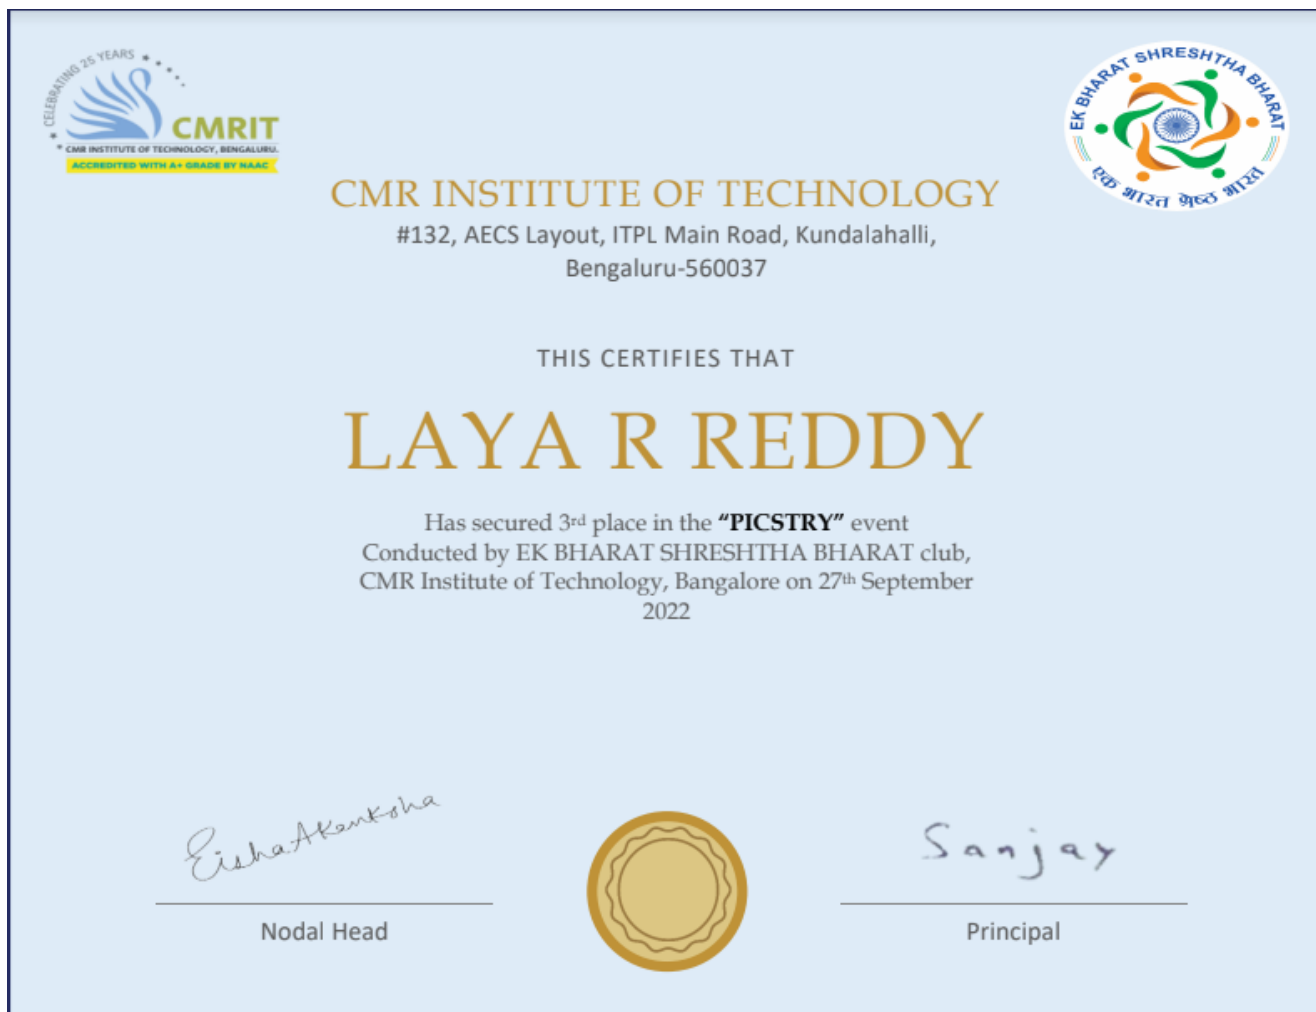 CELEBRATING 25 YEARS
CMRIT
CMR INSTITUTE OF TECHNOLOGY, BENGALURU.
ACCREDITED WITH A+ GRADE BY NAAC
EK BHARAT SHRESHTHA BHARAT
एक भारत श्रेष्ठ भारत
CMR INSTITUTE OF TECHNOLOGY
#132, AECS Layout, ITPL Main Road, Kundalahalli,
Bengaluru-560037
THIS CERTIFIES THAT
LAYA R REDDY
Has secured 3rd place in the “PICSTRY” event
Conducted by EK BHARAT SHRESHTHA BHARAT club,
CMR Institute of Technology, Bangalore on 27th September
2022
Eisha Akanksha
Sanjay
Nodal Head
Principal